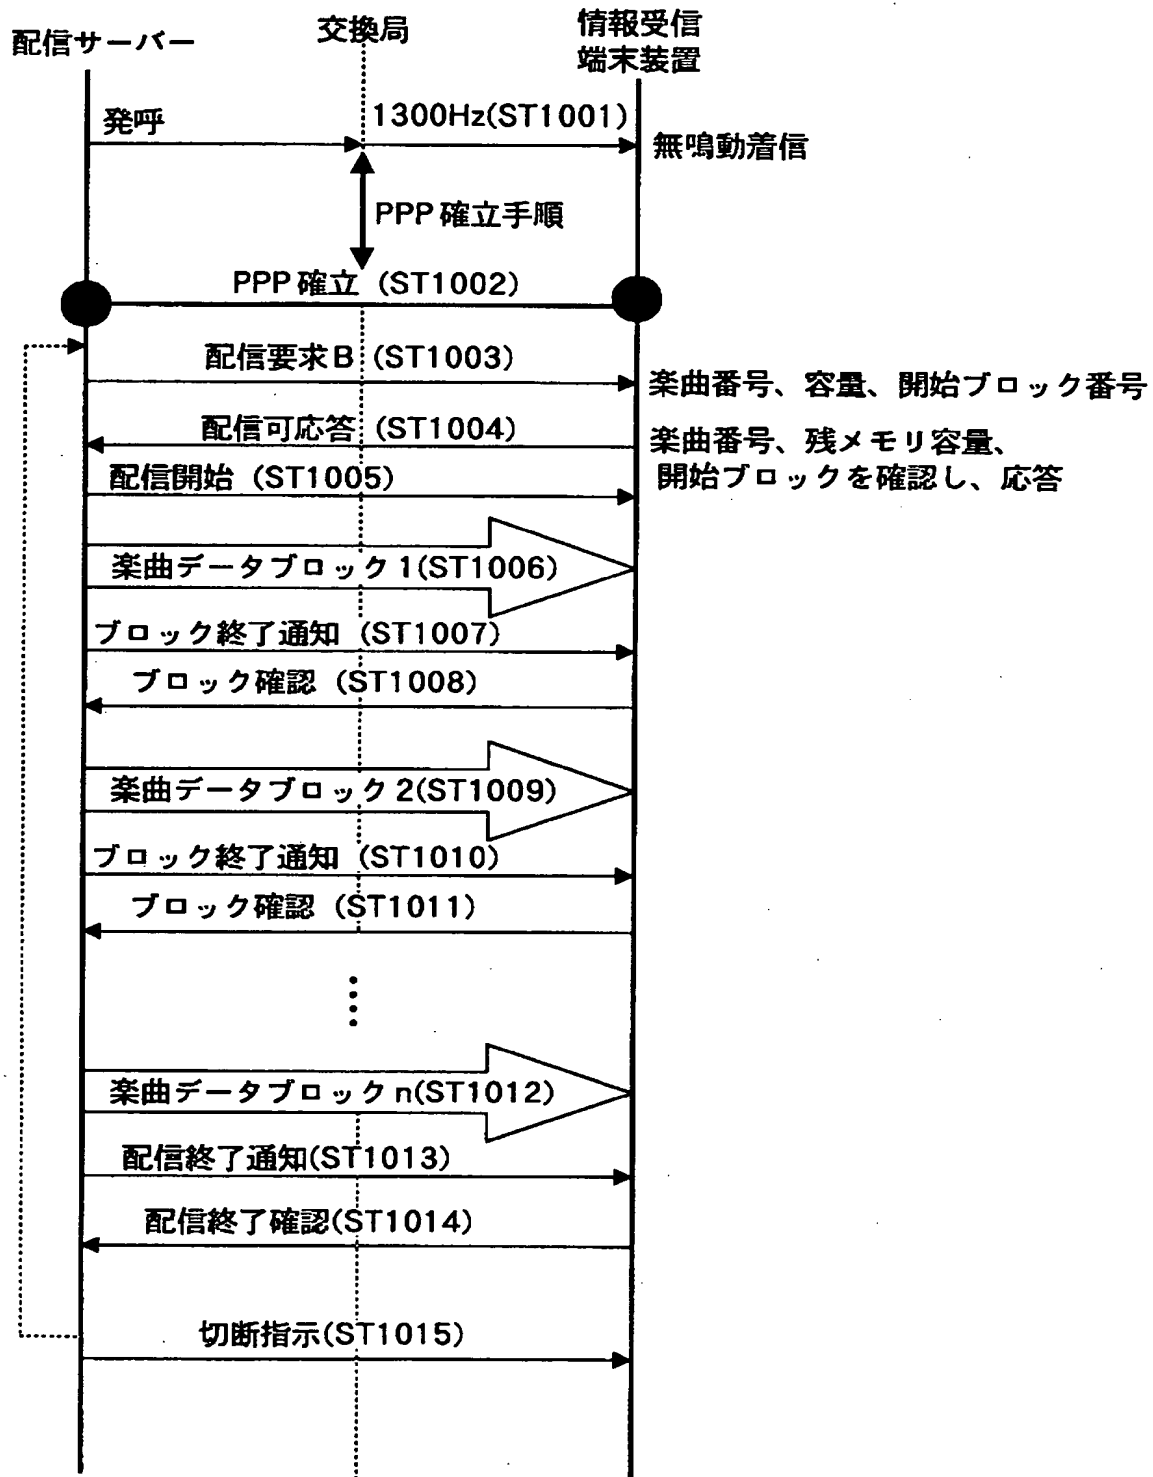 配信サーバー
交換局
情報受信
端末装置
発呼
1300Hz(ST1001)
無鳴動着信
PPP確立手順
PPP確立 (ST1002)
配信要求B (ST1003)
楽曲番号、容量、開始ブロック番号
配信可応答 (ST1004)
楽曲番号、残メモリ容量、
開始ブロックを確認し、応答
配信開始 (ST1005)
楽曲データブロック1(ST1006)
ブロック終了通知 (ST1007)
ブロック確認 (ST1008)
楽曲データブロック2(ST1009)
ブロック終了通知 (ST1010)
ブロック確認 (ST1011)
楽曲データブロックn(ST1012)
配信終了通知(ST1013)
配信終了確認(ST1014)
切断指示(ST1015)